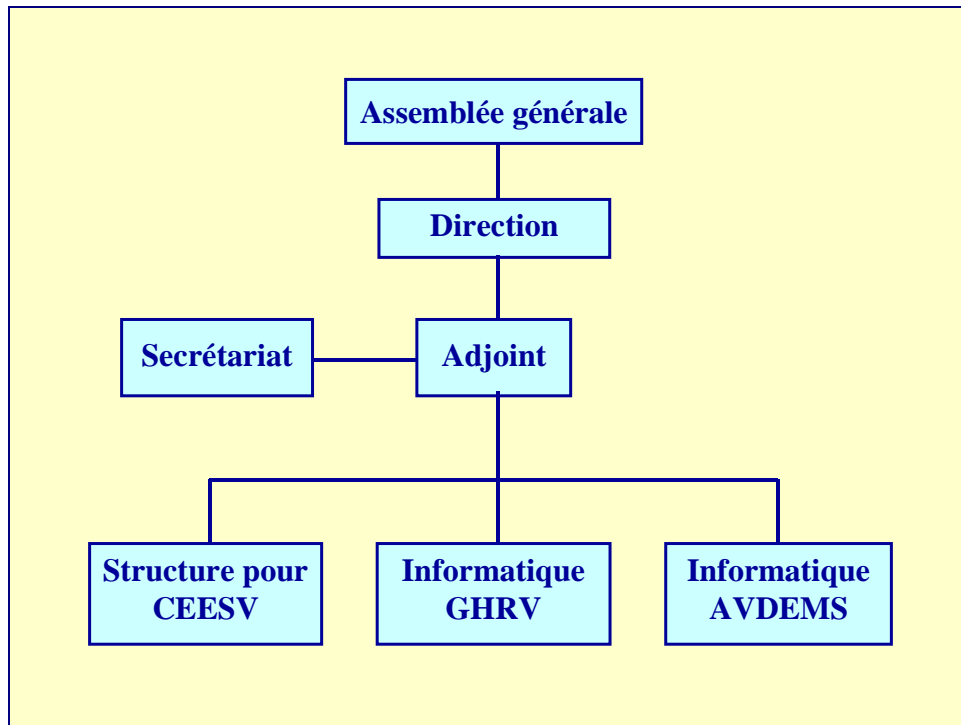 Assemblée générale
Direction
Secrétariat
Adjoint
Structure pour
CEESV
Informatique
GHRV
Informatique
AVDEMS